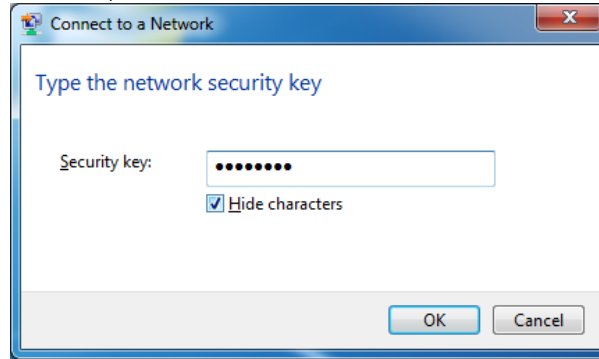 Connect to a Network
Type the network security key
Security key: ••••••••
Hide characters
OK Cancel